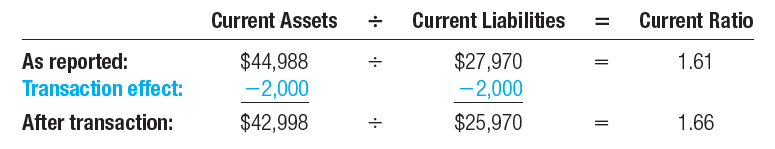 Current Assets ÷ Current Liabilities = Current Ratio
As reported: $44,988 ÷ $27,970 = 1.61
Transaction effect: −2,000 −2,000
After transaction: $42,998 ÷ $25,970 = 1.66